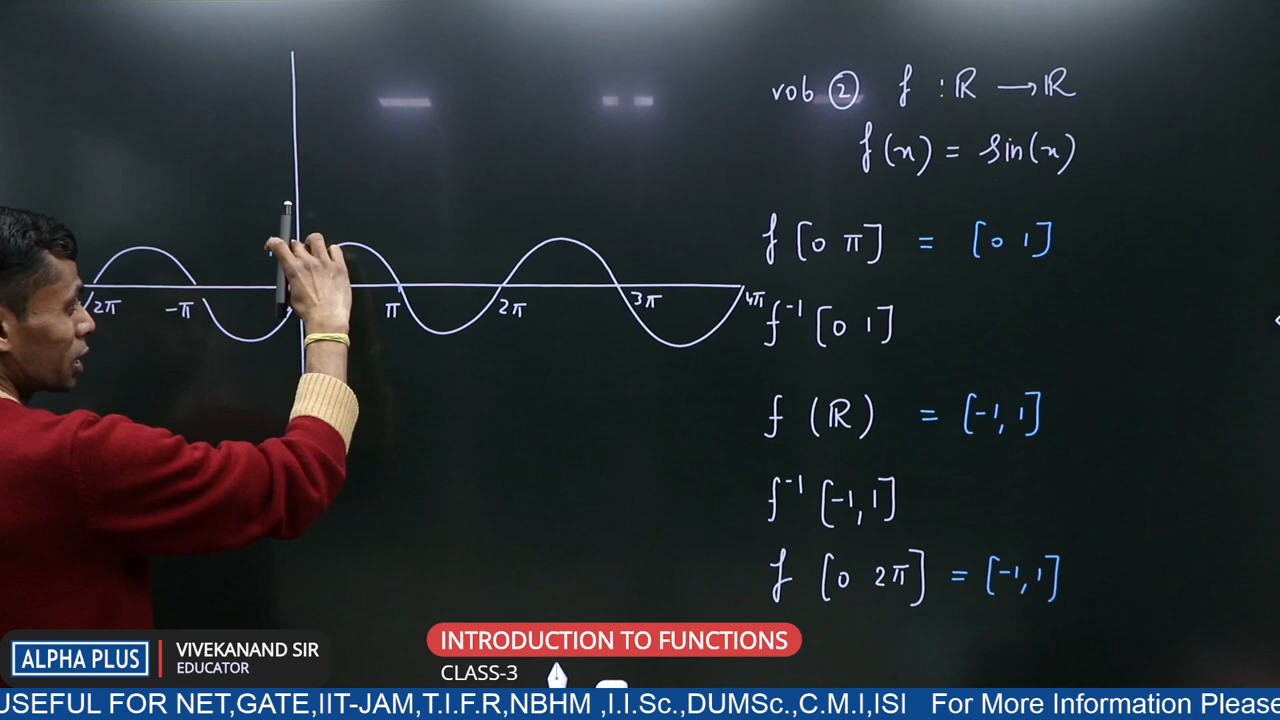 rob ② f : ℝ → ℝ
f(x) = sin(x)
f [0 π] = [0 1]
f⁻¹ [0 1]
f (ℝ) = [-1, 1]
f⁻¹ [-1, 1]
f [0 2π] = [-1, 1]
2π -π π 2π 3π 4π
ALPHA PLUS
VIVEKANAND SIR
EDUCATOR
INTRODUCTION TO FUNCTIONS
CLASS-3
USEFUL FOR NET,GATE,IIT-JAM,T.I.F.R,NBHM ,I.I.Sc.,DUMSc.,C.M.I,ISI For More Information Please